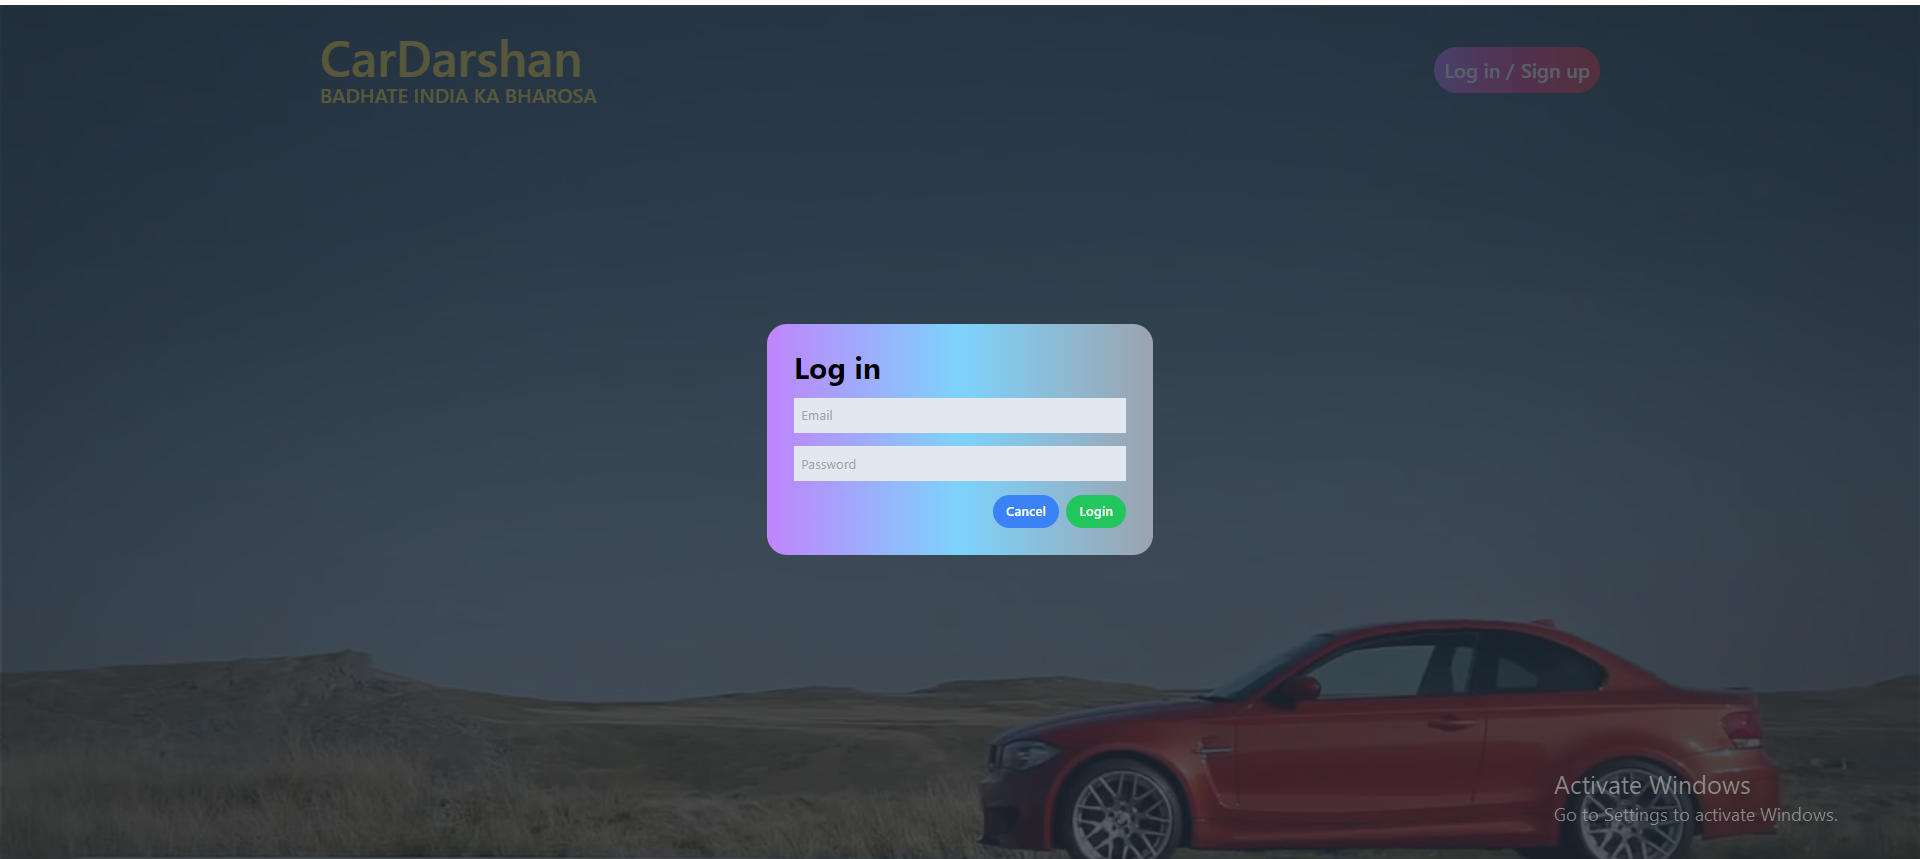 CarDarshan
BADHATE INDIA KA BHAROSA
Log in / Sign up
Log in
Email
Password
Cancel
Login
Activate Windows
Go to Settings to activate Windows.